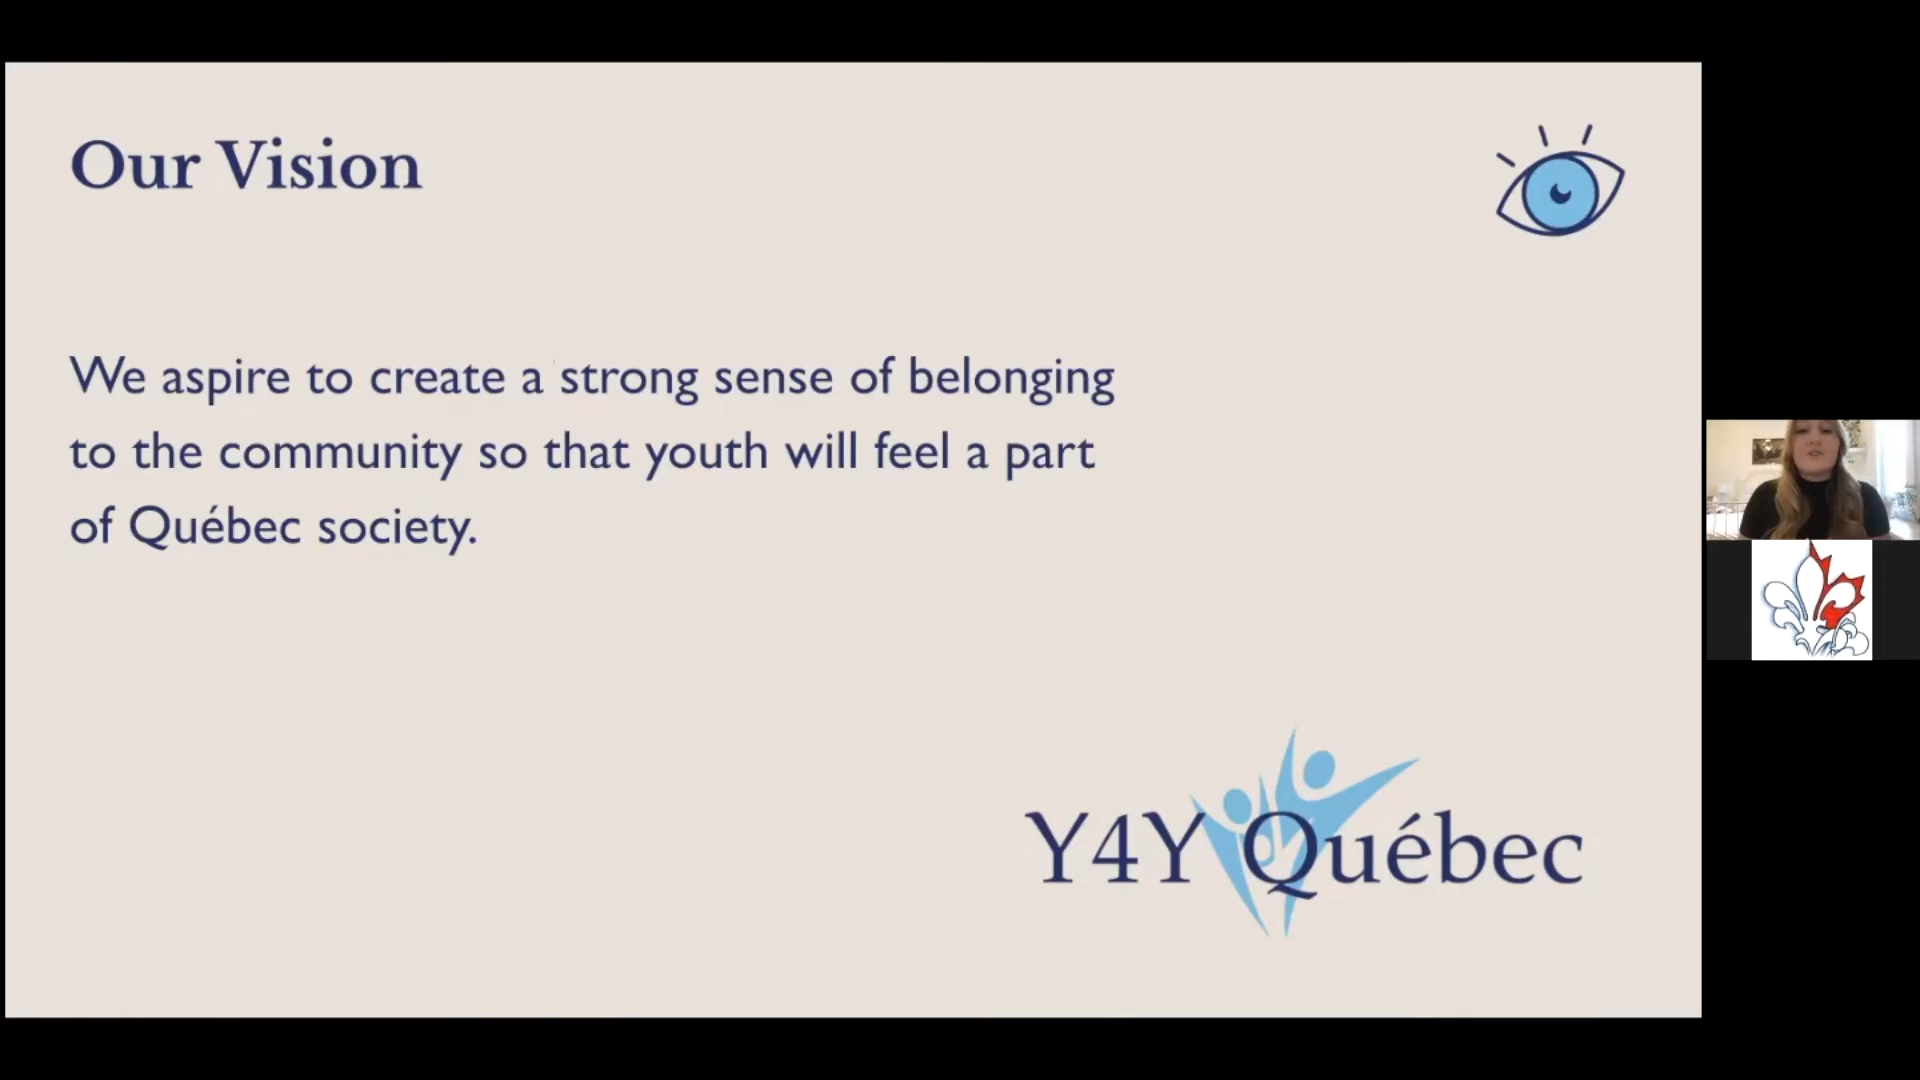 Our Vision
We aspire to create a strong sense of belonging
to the community so that youth will feel a part
of Québec society.
Y4Y Québec